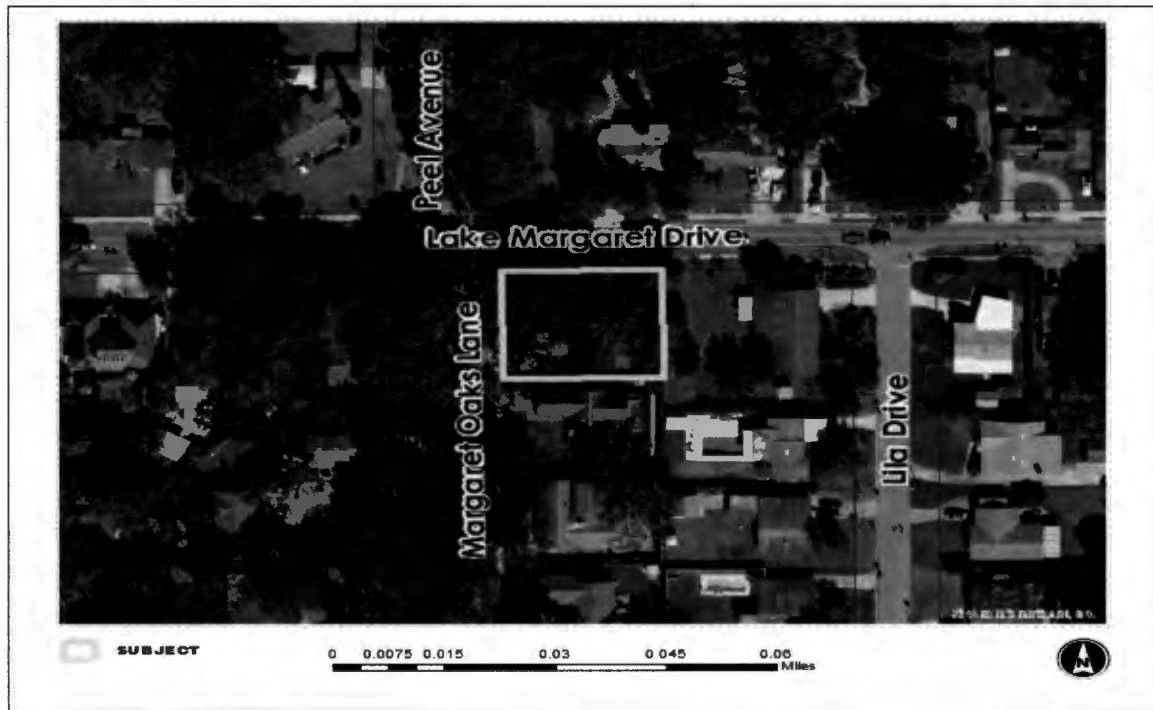 Peel Avenue
Lake Margaret Drive
Margaret Oaks Lane
Lila Drive
SUBJECT
0 0.0075 0.015 0.03 0.045 0.06
Miles
N